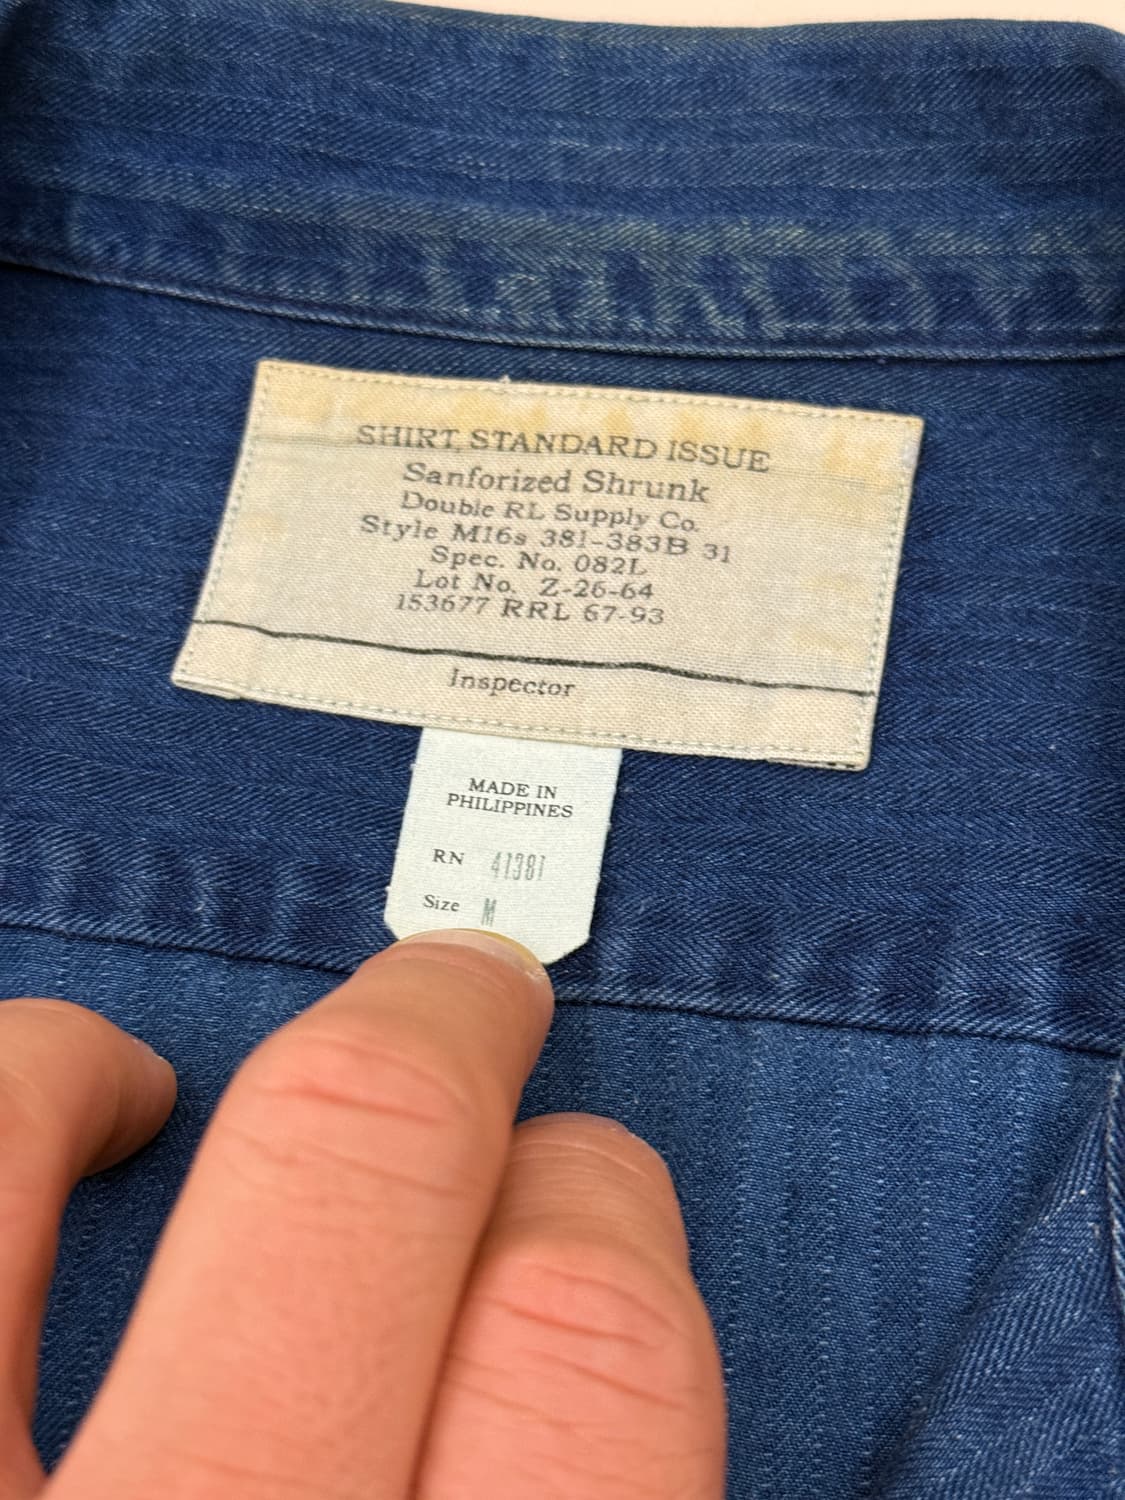 SHIRT, STANDARD ISSUE
Sanforized Shrunk
Double RL Supply Co.
Style M16s 381-383B 31
Spec. No. 082L
Lot No. Z-26-64
153677 RRL 67-93
Inspector
MADE IN
PHILIPPINES
RN 41381
Size M